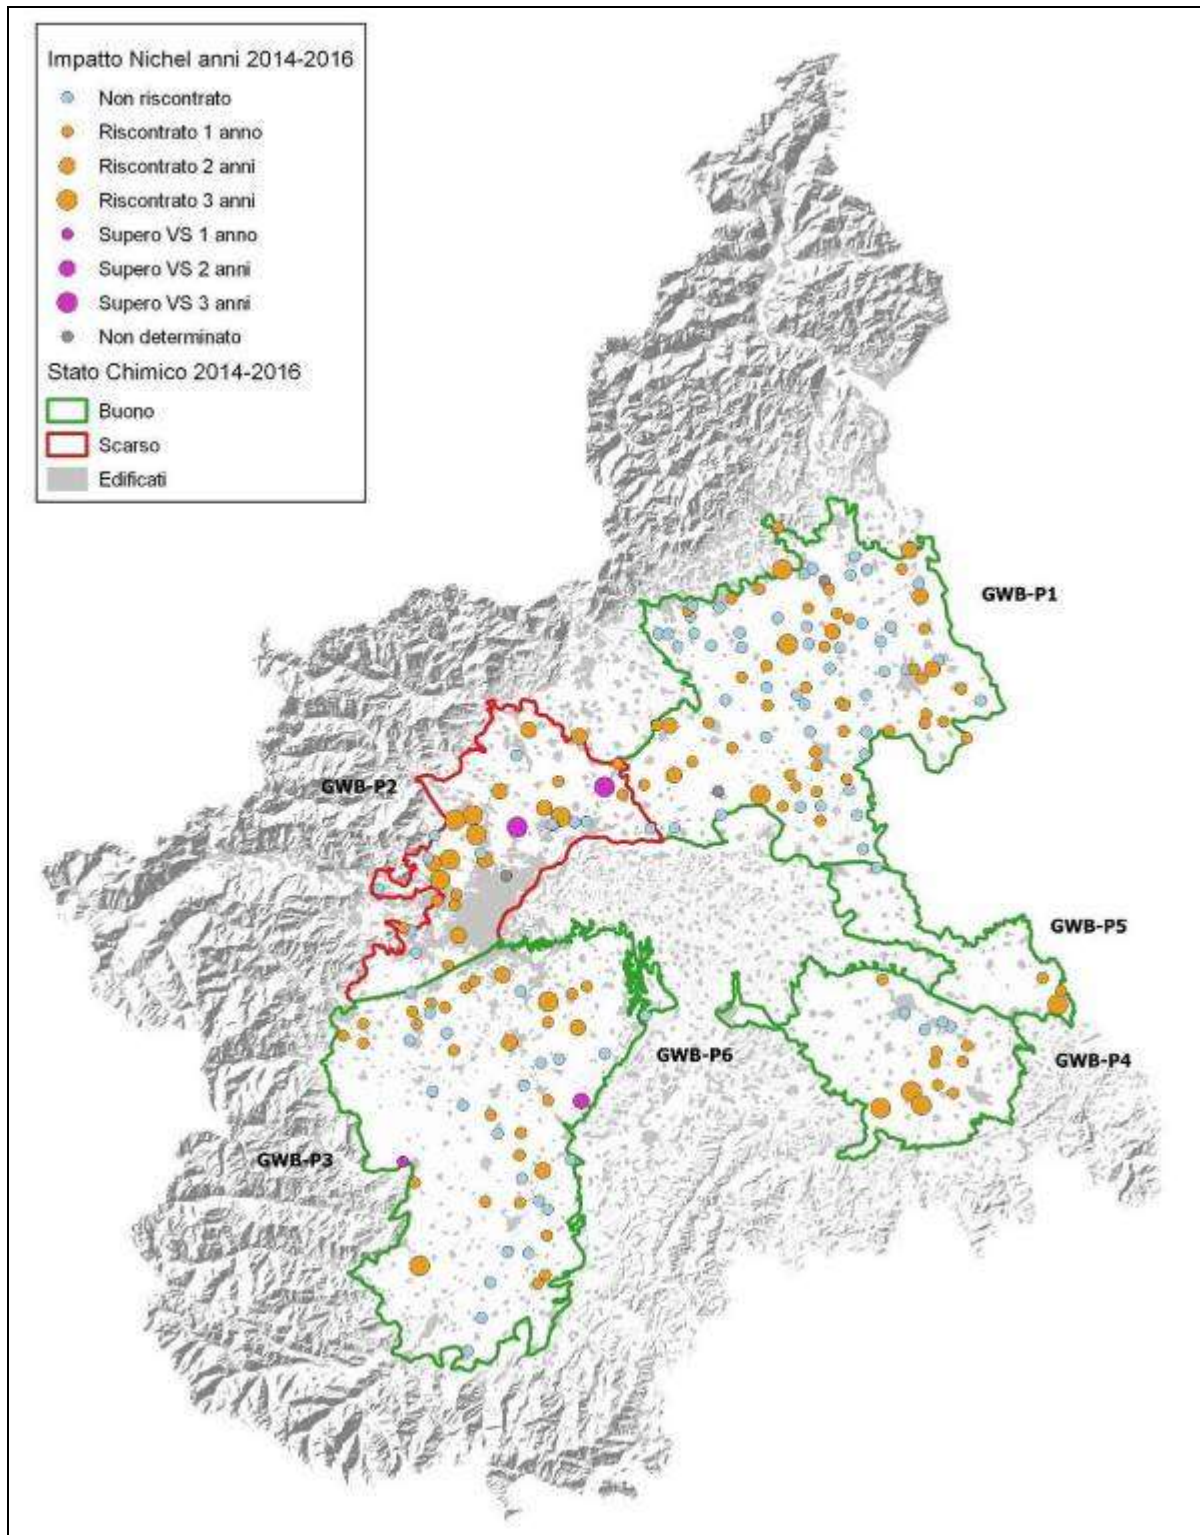 Impatto Nichel anni 2014-2016
Non riscontrato
Riscontrato 1 anno
Riscontrato 2 anni
Riscontrato 3 anni
Supero VS 1 anno
Supero VS 2 anni
Supero VS 3 anni
Non determinato
Stato Chimico 2014-2016
Buono
Scarso
Edificati
GWB-P1
GWB-P2
GWB-P5
GWB-P6
GWB-P4
GWB-P3